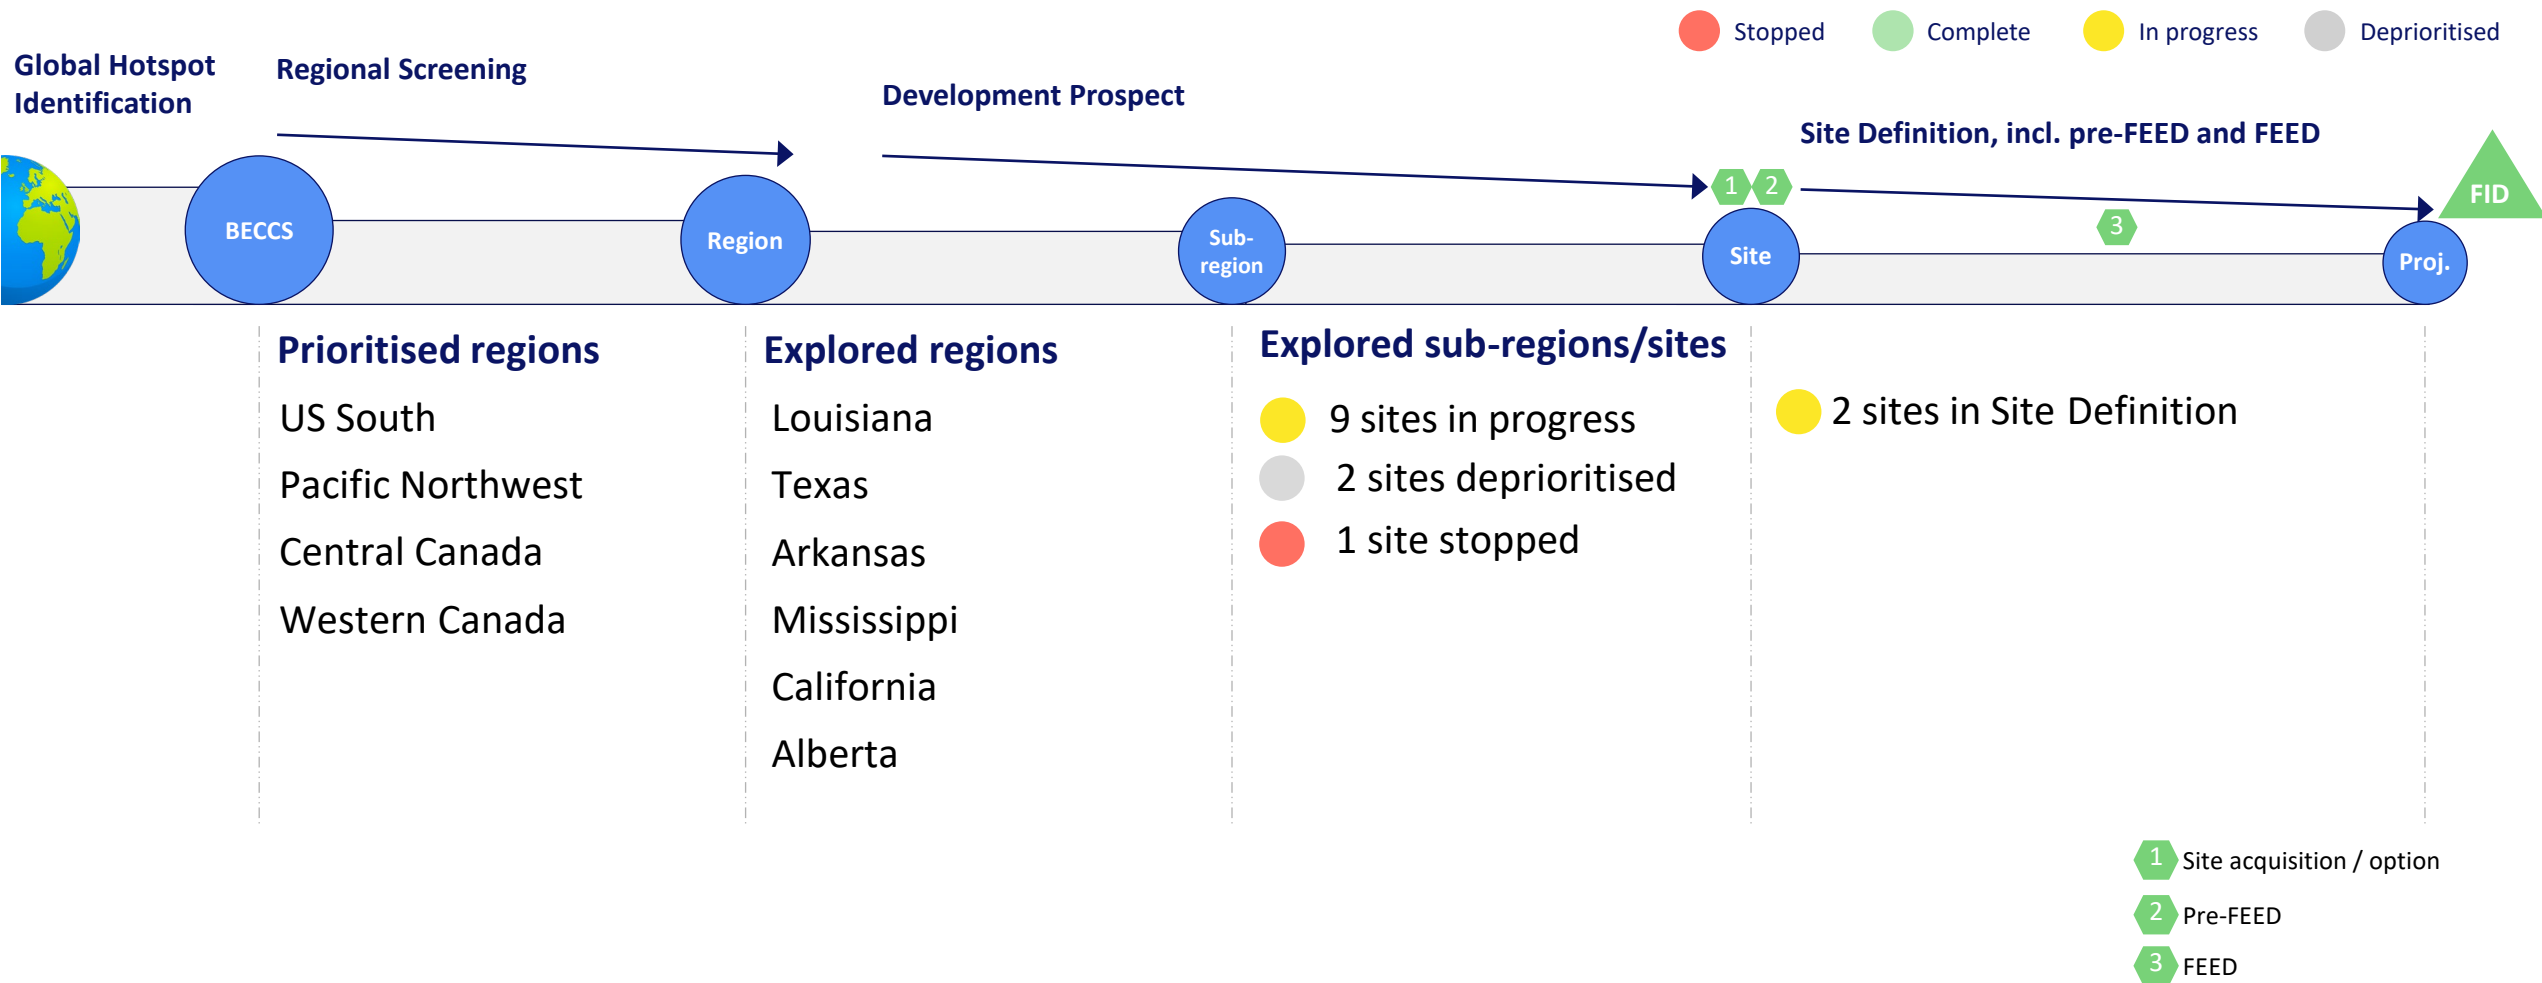 Stopped
Complete
In progress
Deprioritised
Global Hotspot
Identification
Regional Screening
Development Prospect
Site Definition, incl. pre-FEED and FEED
1
2
3
FID
BECCS
Region
Sub-
region
Site
Proj.
Prioritised regions
US South
Pacific Northwest
Central Canada
Western Canada
Explored regions
Louisiana
Texas
Arkansas
Mississippi
California
Alberta
Explored sub-regions/sites
9 sites in progress
2 sites deprioritised
1 site stopped
2 sites in Site Definition
1 Site acquisition / option
2 Pre-FEED
3 FEED